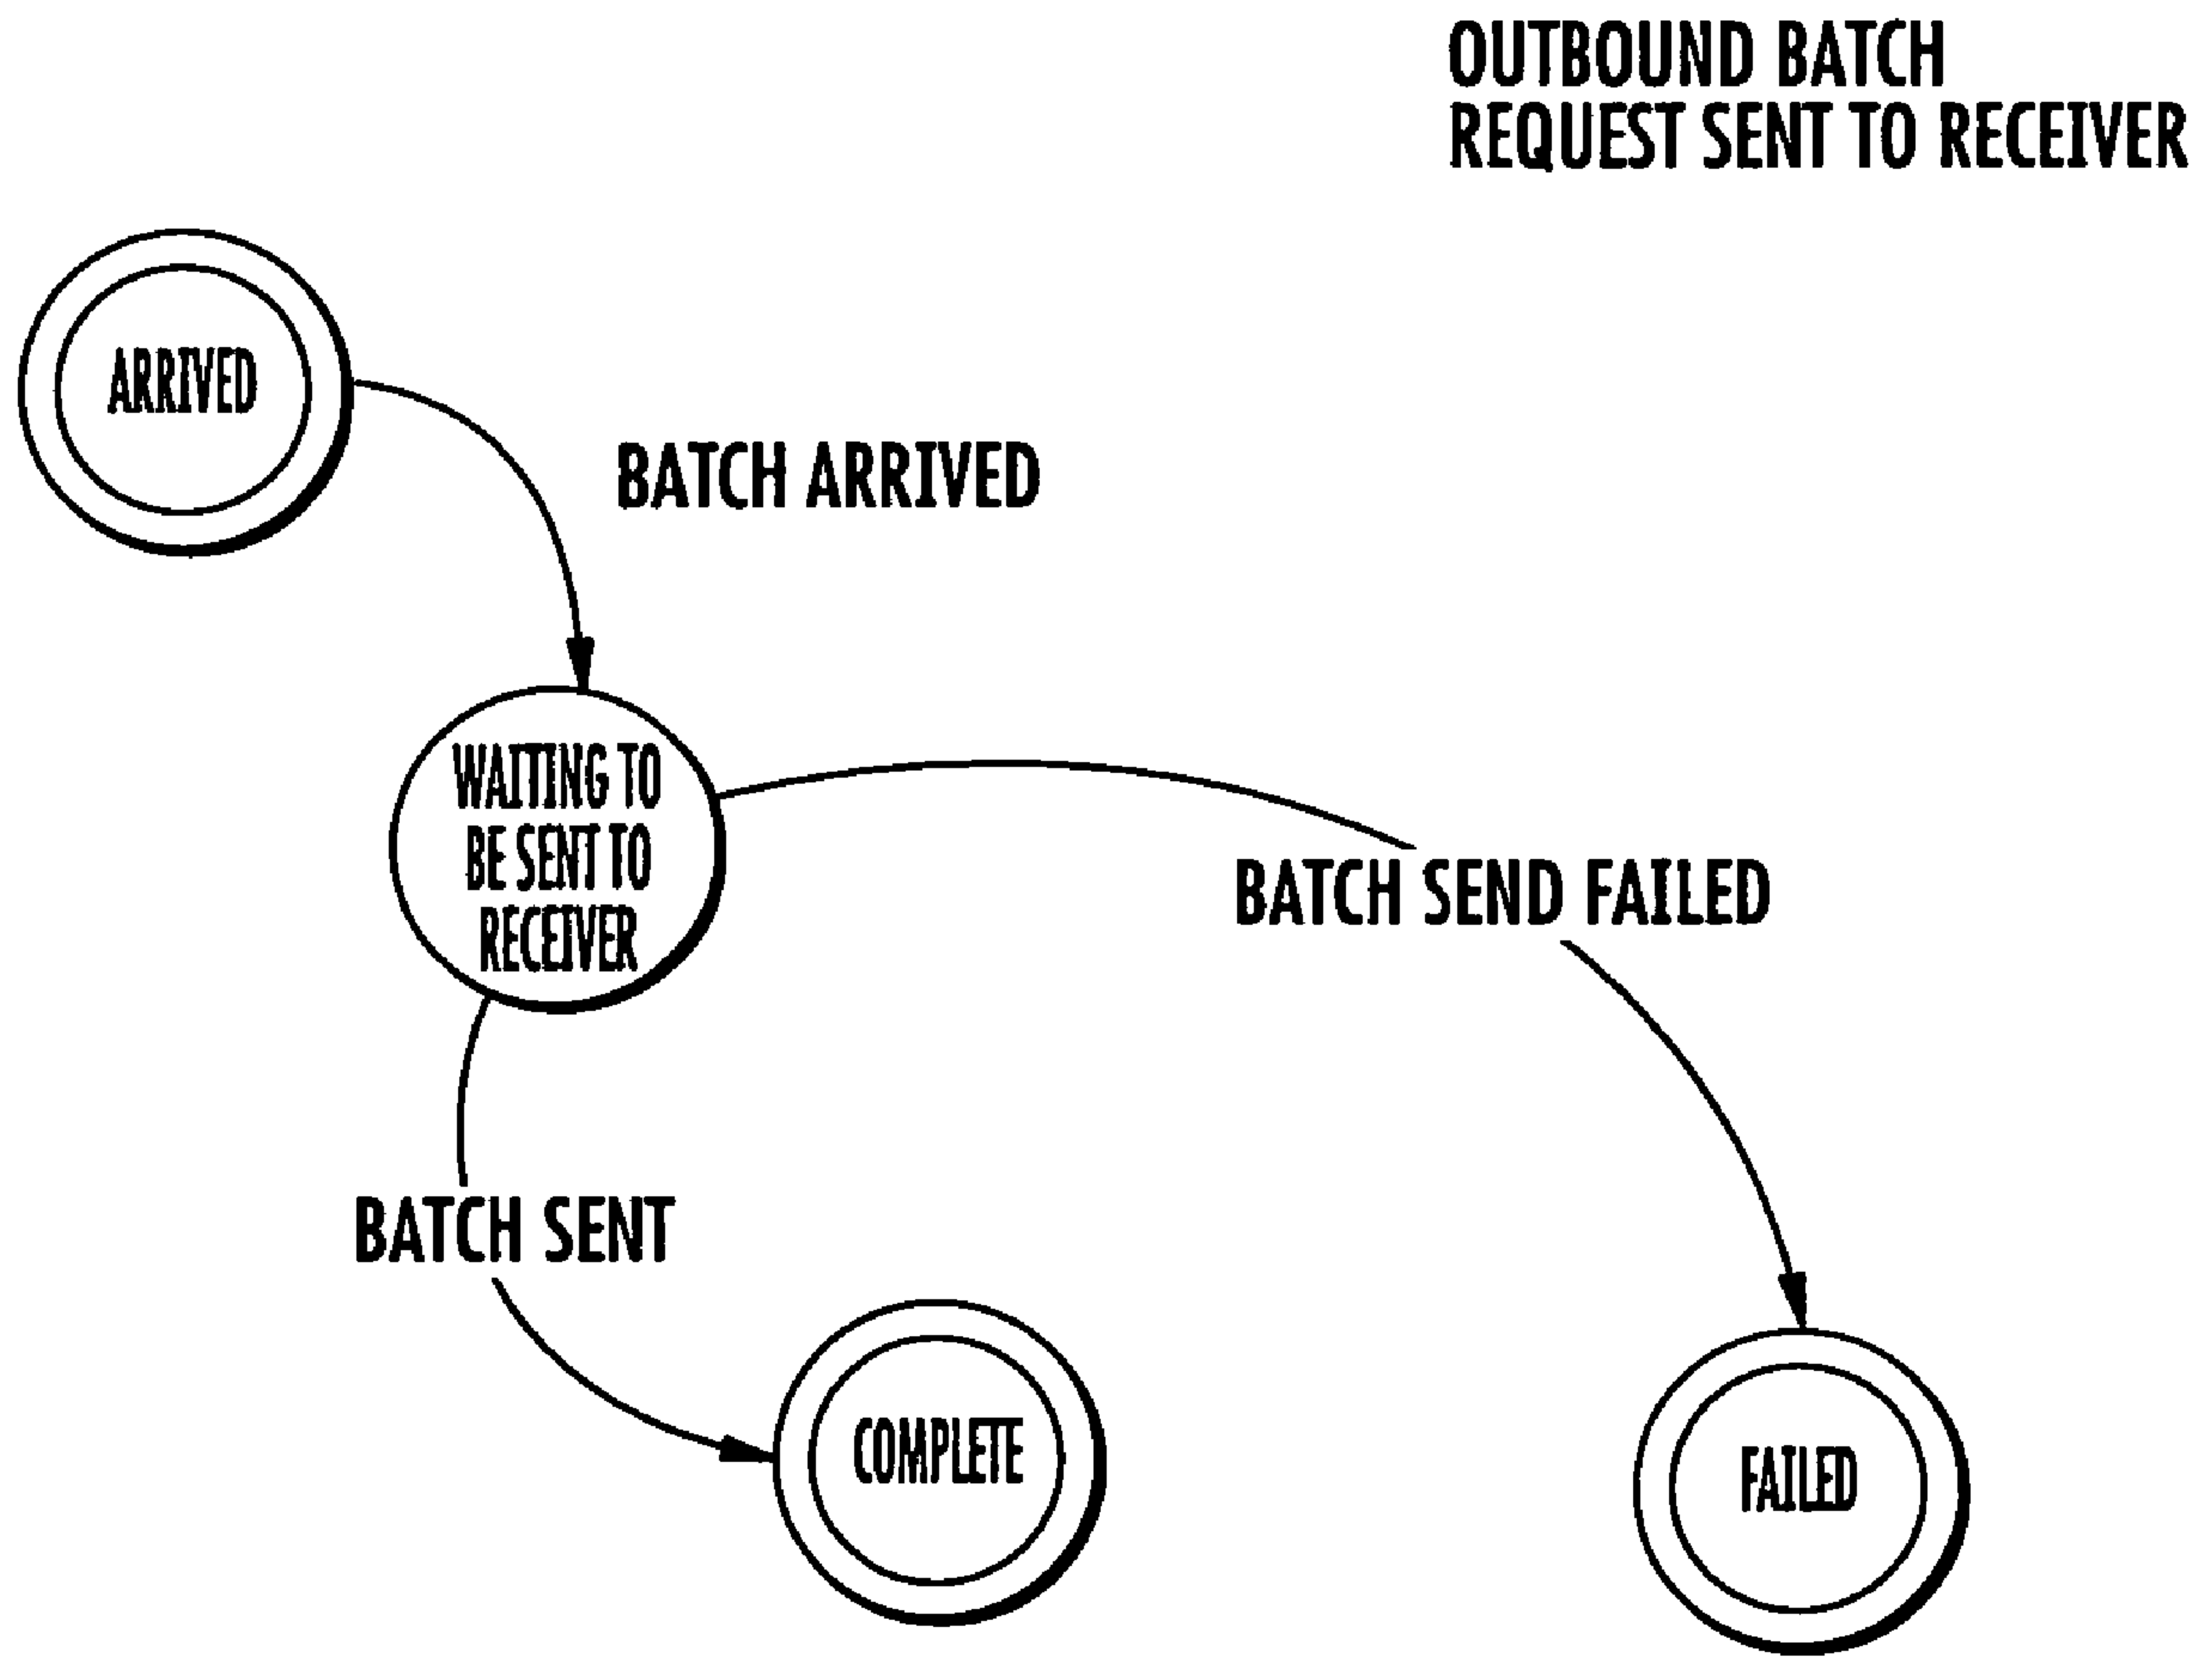 OUTBOUND BATCH
REQUEST SENT TO RECEIVER
ARRIVED
BATCH ARRIVED
WAITING TO
BE SENT TO
RECEIVER
BATCH SEND FAILED
BATCH SENT
COMPLETE
FAILED